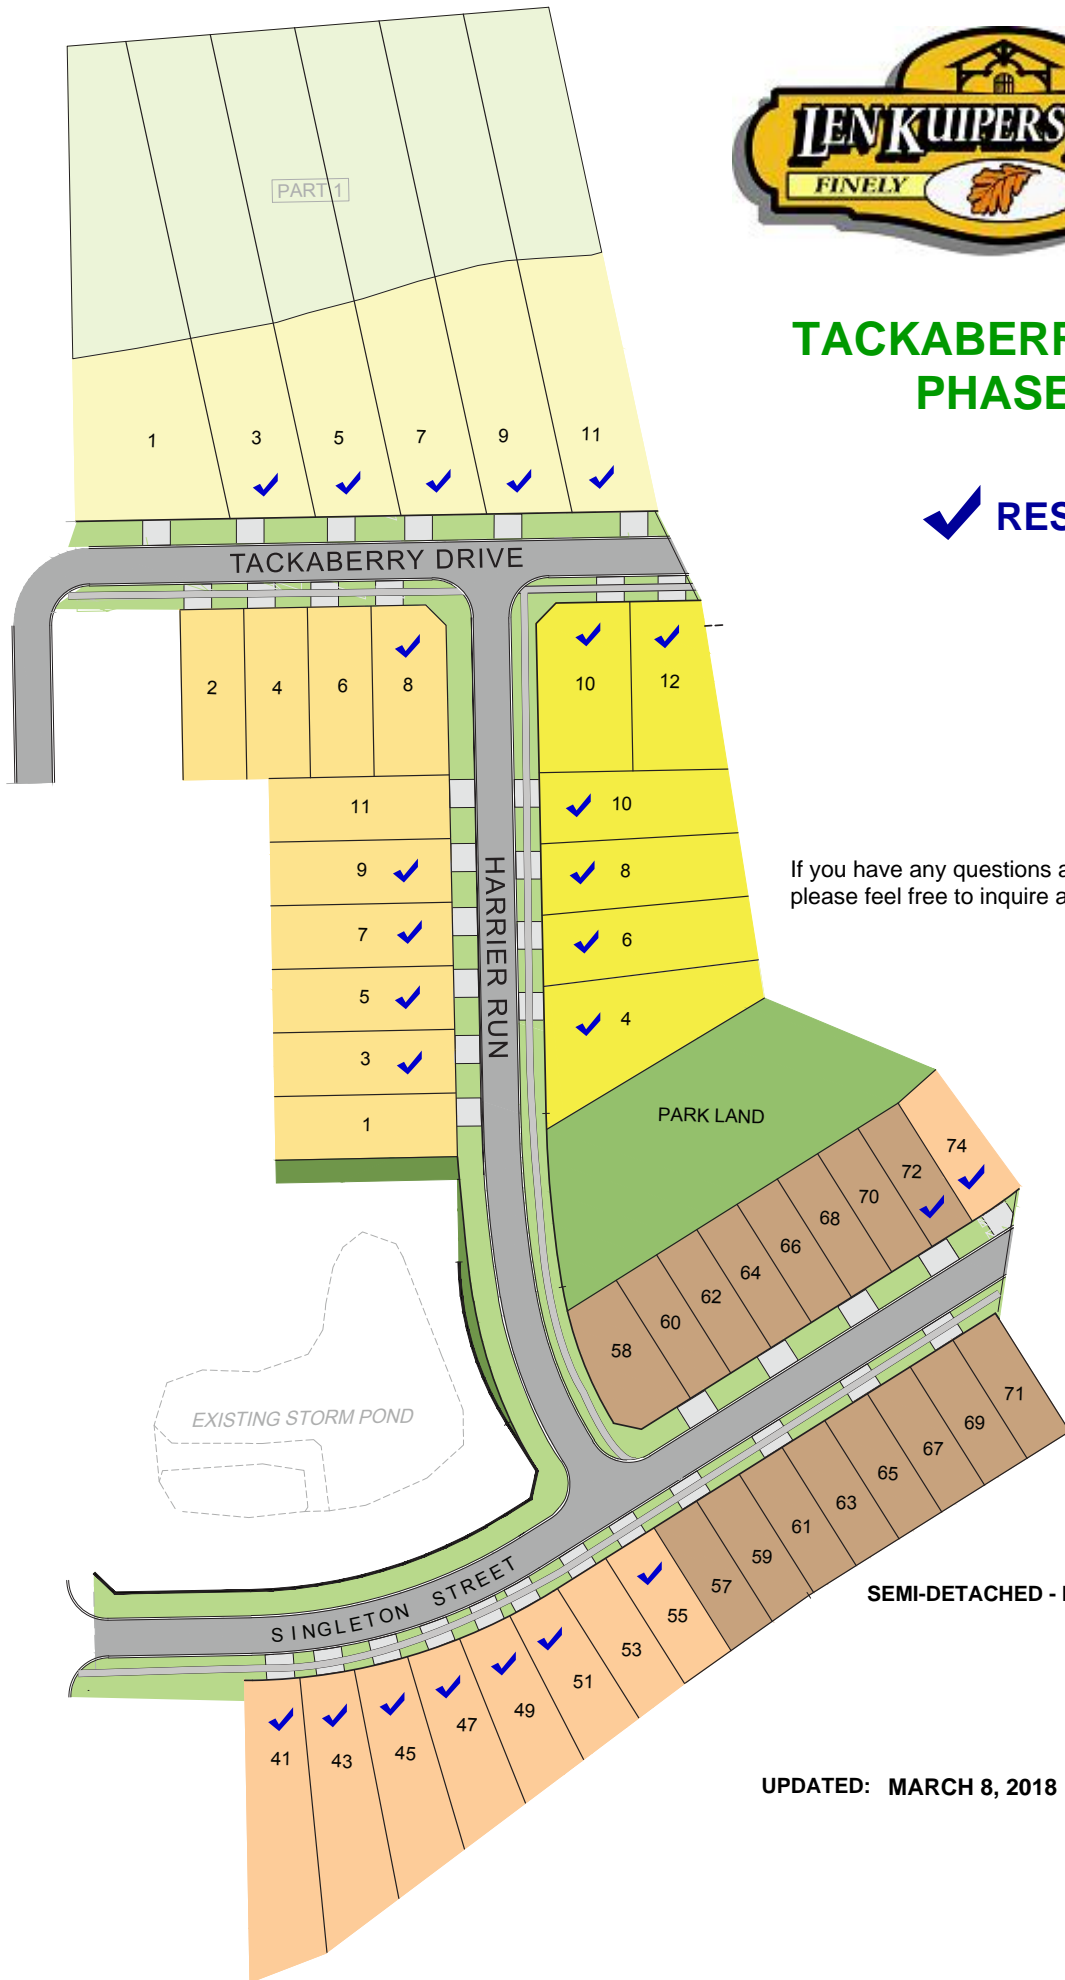 LEN KUIPERS
FINELY
PART 1
TACKABERR
PHASE
RES
1 3 5 7 9 11
TACKABERRY DRIVE
2 4 6 8
10 12
11
9
7
5
3
1
HARRIER RUN
10
8
6
4
If you have any questions a
please feel free to inquire a
PARK LAND
58 60 62 64 66 68 70 72 74
EXISTING STORM POND
SINGLETON STREET
41 43 45 47 49 51 53 55 57 59 61 63 65 67 69 71
SEMI-DETACHED -
UPDATED: MARCH 8, 2018